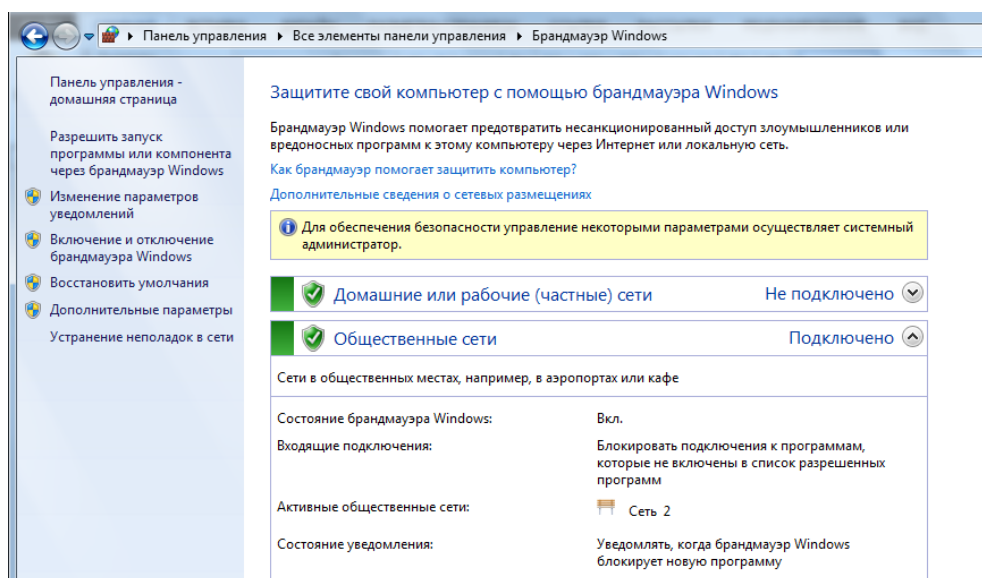 Панель управления ▸ Все элементы панели управления ▸ Брандмауэр Windows
Панель управления -
домашняя страница
Разрешить запуск
программы или компонента
через брандмауэр Windows
Изменение параметров
уведомлений
Включение и отключение
брандмауэра Windows
Восстановить умолчания
Дополнительные параметры
Устранение неполадок в сети
Защитите свой компьютер с помощью брандмауэра Windows
Брандмауэр Windows помогает предотвратить несанкционированный доступ злоумышленников или
вредоносных программ к этому компьютеру через Интернет или локальную сеть.
Как брандмауэр помогает защитить компьютер?
Дополнительные сведения о сетевых размещениях
Для обеспечения безопасности управление некоторыми параметрами осуществляет системный
администратор.
Домашние или рабочие (частные) сети Не подключено
Общественные сети Подключено
Сети в общественных местах, например, в аэропортах или кафе
Состояние брандмауэра Windows: Вкл.
Входящие подключения: Блокировать подключения к программам,
которые не включены в список разрешенных
программ
Активные общественные сети: Сеть 2
Состояние уведомления: Уведомлять, когда брандмауэр Windows
блокирует новую программу